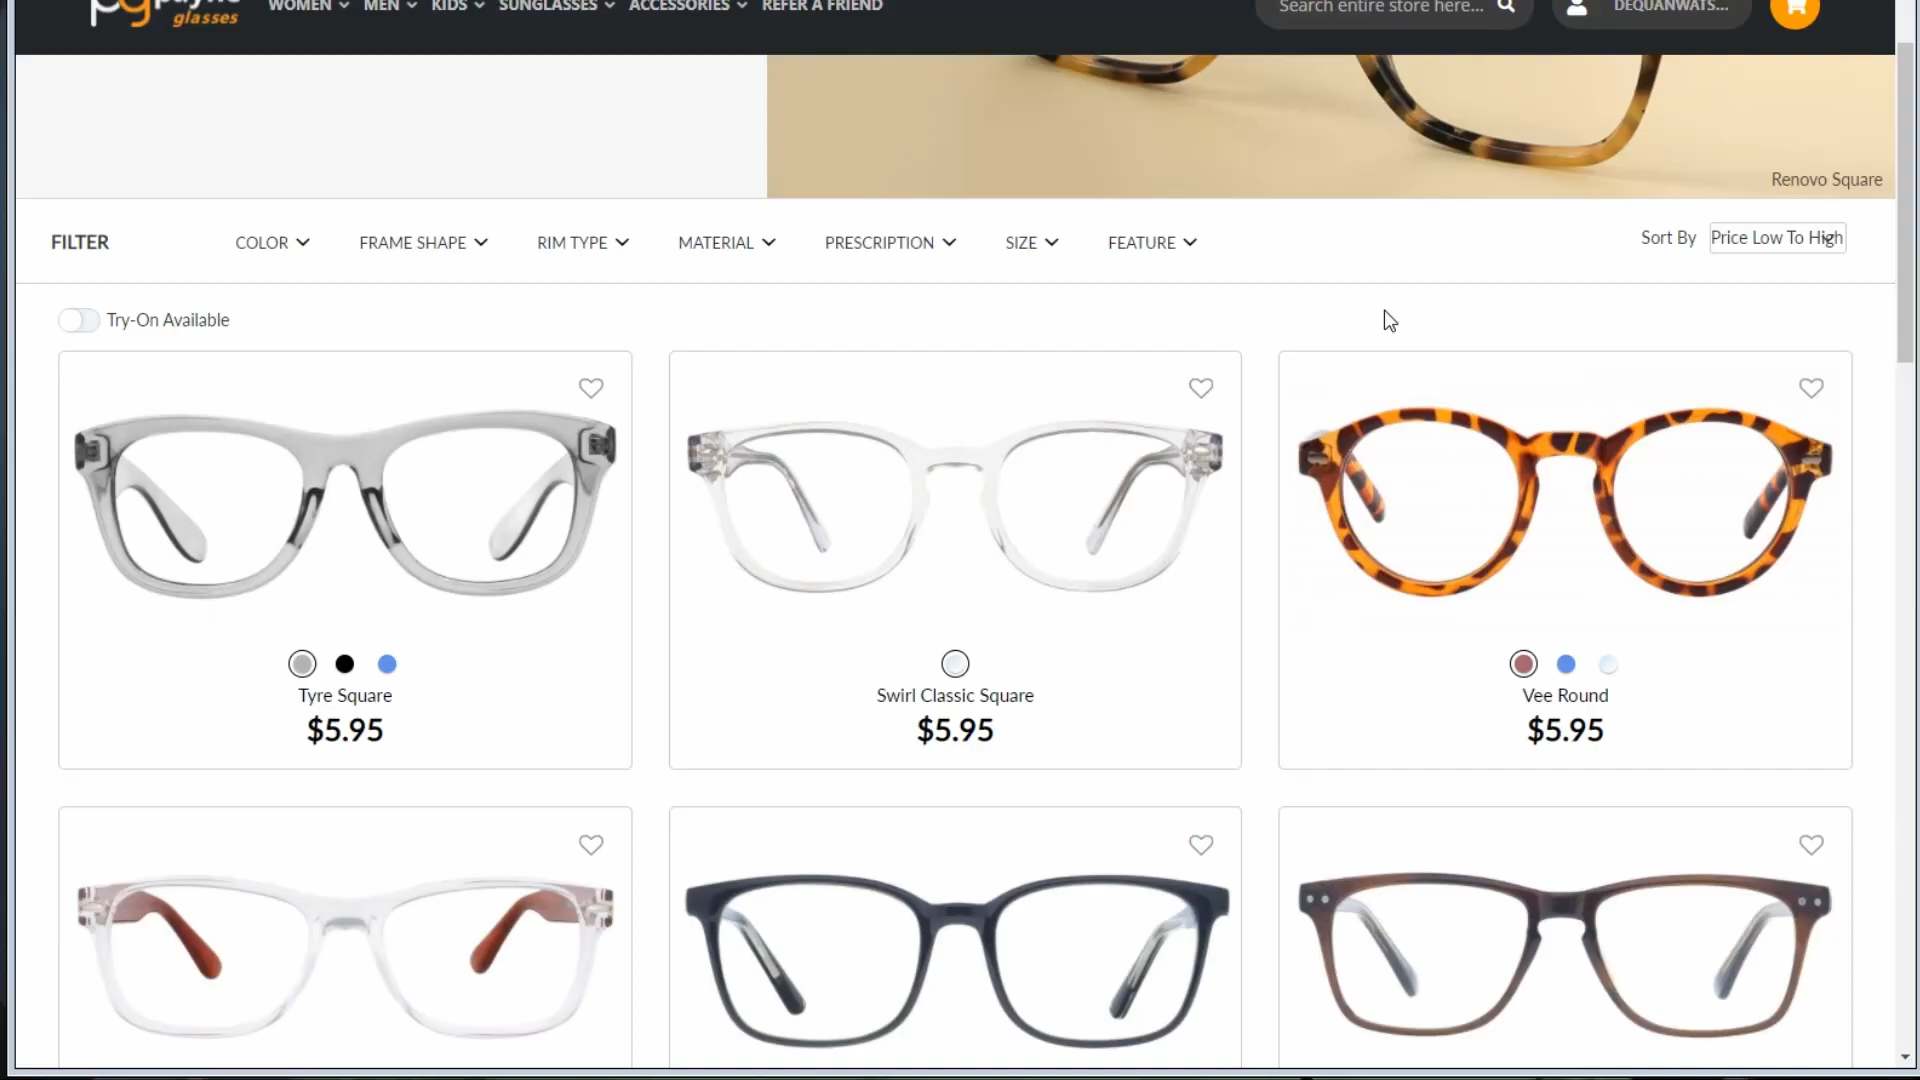 glasses
WOMEN MEN KIDS SUNGLASSES ACCESSORIES REFER A FRIEND
Search entire store here...
DEQUANWATS...
Renovo Square
FILTER
COLOR FRAME SHAPE RIM TYPE MATERIAL PRESCRIPTION SIZE FEATURE
Sort By Price Low To High
Try-On Available
Tyre Square
$5.95
Swirl Classic Square
$5.95
Vee Round
$5.95